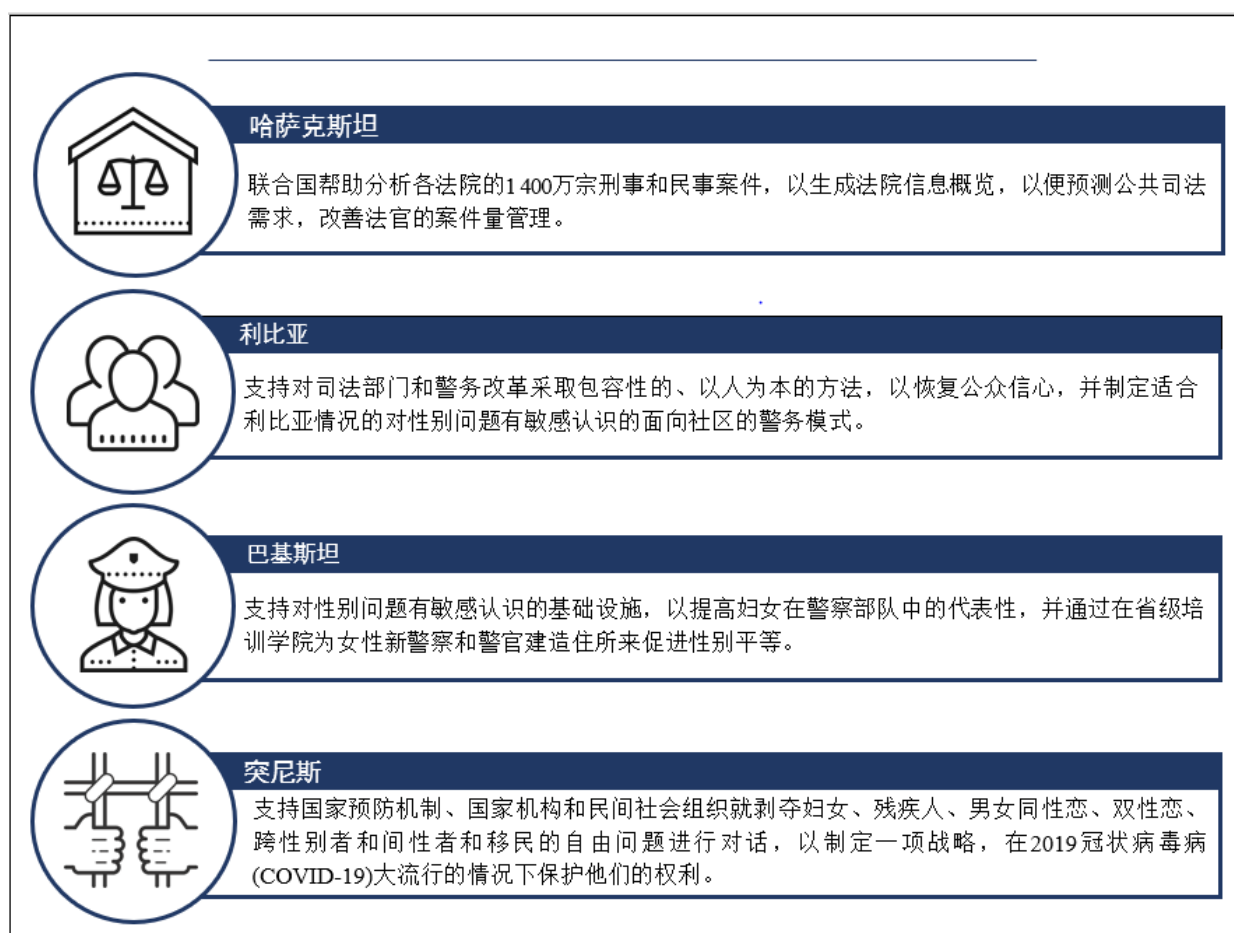 哈萨克斯坦
联合国帮助分析各法院的1 400万宗刑事和民事案件，以生成法院信息概览，以便预测公共司法
需求，改善法官的案件量管理。
利比亚
支持对司法部门和警务改革采取包容性的、以人为本的方法，以恢复公众信心，并制定适合
利比亚情况的对性别问题有敏感认识的面向社区的警务模式。
巴基斯坦
支持对性别问题有敏感认识的基础设施，以提高妇女在警察部队中的代表性，并通过在省级培
训学院为女性新警察和警官建造住所来促进性别平等。
突尼斯
支持国家预防机制、国家机构和民间社会组织就剥夺妇女、残疾人、男女同性恋、双性恋、
跨性别者和间性者和移民的自由问题进行对话，以制定一项战略，在2019冠状病毒病
(COVID-19)大流行的情况下保护他们的权利。